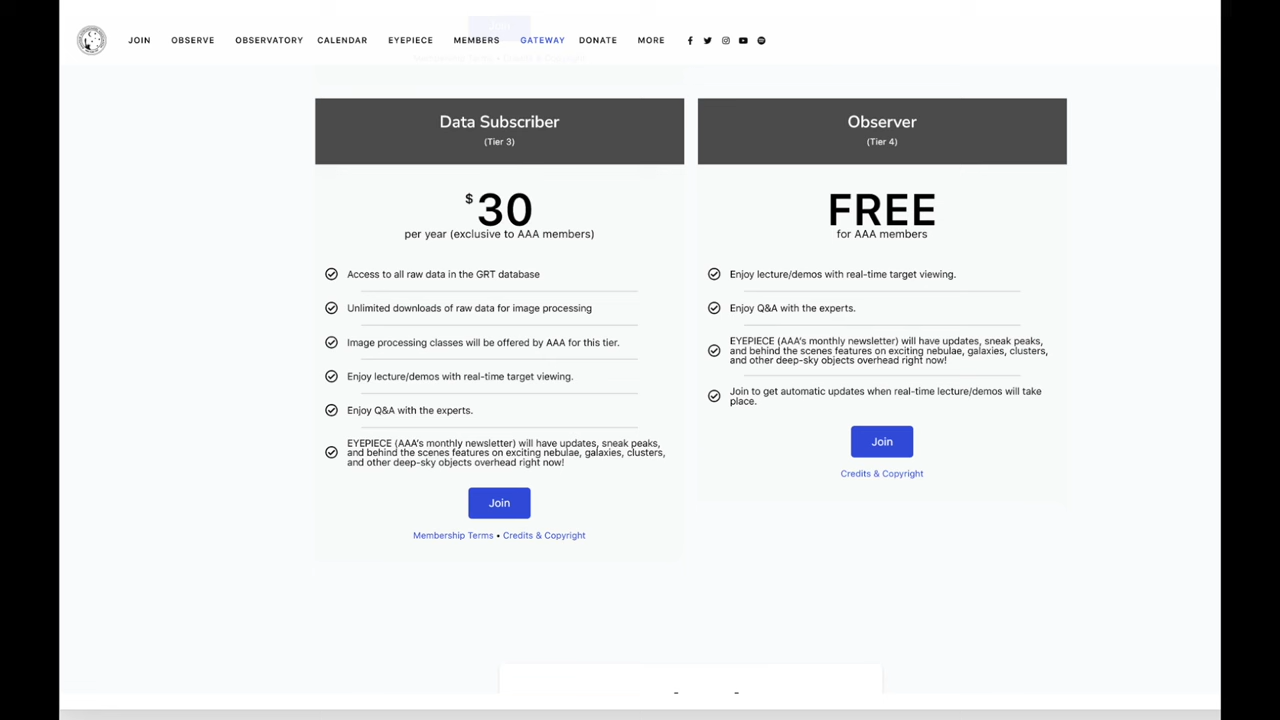 JOIN OBSERVE OBSERVATORY CALENDAR EYEPIECE MEMBERS GATEWAY DONATE MORE
Data Subscriber
(Tier 3)
$30
per year (exclusive to AAA members)
Access to all raw data in the GRT database
Unlimited downloads of raw data for image processing
Image processing classes will be offered by AAA for this tier.
Enjoy lecture/demos with real-time target viewing.
Enjoy Q&A with the experts.
EYEPIECE (AAA's monthly newsletter) will have updates, sneak peaks,
and behind the scenes features on exciting nebulae, galaxies, clusters,
and other deep-sky objects overhead right now!
Join
Membership Terms • Credits & Copyright
Observer
(Tier 4)
FREE
for AAA members
Enjoy lecture/demos with real-time target viewing.
Enjoy Q&A with the experts.
EYEPIECE (AAA's monthly newsletter) will have updates, sneak peaks,
and behind the scenes features on exciting nebulae, galaxies, clusters,
and other deep-sky objects overhead right now!
Join to get automatic updates when real-time lecture/demos will take
place.
Join
Credits & Copyright